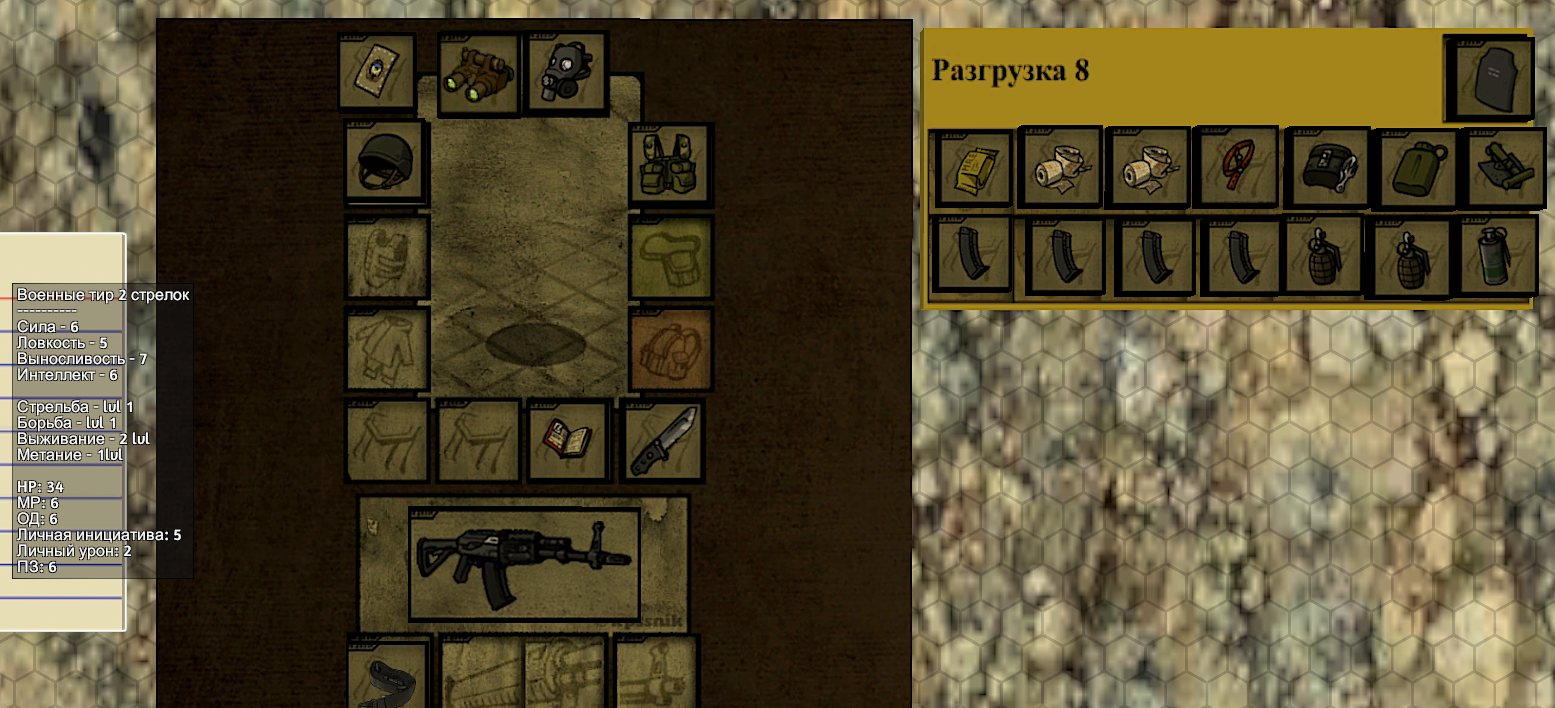 Разгрузка 8
Военные тир 2 стрелок
----------
Сила - 6
Ловкость - 5
Выносливость - 7
Интеллект - 6
Стрельба - lvl 1
Борьба - lvl 1
Выживание - 2 lvl
Метание - 1lvl
HP: 34
МР: 6
ОД: 6
Личная инициатива: 5
Личный урон: 2
ПЗ: 6